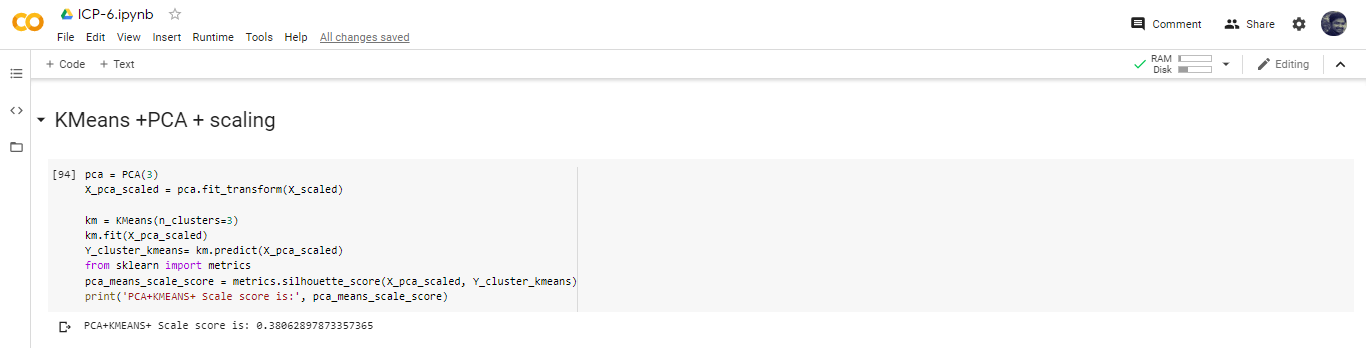 CO
ICP-6.ipynb
File Edit View Insert Runtime Tools Help All changes saved
Comment Share
+ Code + Text
RAM
Disk
Editing
KMeans +PCA + scaling
[94] pca = PCA(3)
X_pca_scaled = pca.fit_transform(X_scaled)
km = KMeans(n_clusters=3)
km.fit(X_pca_scaled)
Y_cluster_kmeans= km.predict(X_pca_scaled)
from sklearn import metrics
pca_means_scale_score = metrics.silhouette_score(X_pca_scaled, Y_cluster_kmeans)
print('PCA+KMEANS+ Scale score is:', pca_means_scale_score)
PCA+KMEANS+ Scale score is: 0.38062897873357365